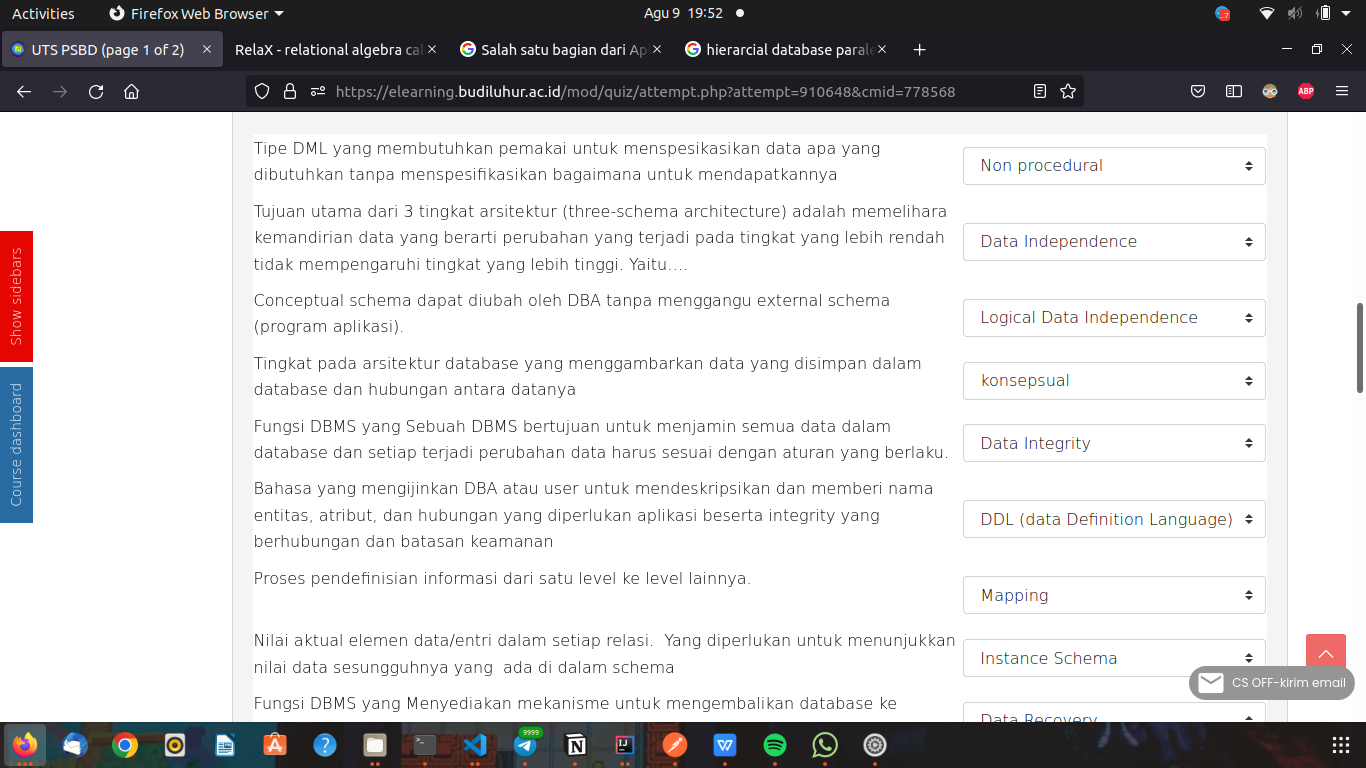 Activities
Firefox Web Browser
Agu 9 19:52
UTS PSBD (page 1 of 2)
RelaX - relational algebra cal
Salah satu bagian dari Apl
hierarcial database parale
https://elearning.budiluhur.ac.id/mod/quiz/attempt.php?attempt=910648&cmid=778568
ABP
Show sidebars
Course dashboard
Tipe DML yang membutuhkan pemakai untuk menspesikasikan data apa yang
dibutuhkan tanpa menspesifikasikan bagaimana untuk mendapatkannya
Non procedural
Tujuan utama dari 3 tingkat arsitektur (three-schema architecture) adalah memelihara
kemandirian data yang berarti perubahan yang terjadi pada tingkat yang lebih rendah
tidak mempengaruhi tingkat yang lebih tinggi. Yaitu....
Data Independence
Conceptual schema dapat diubah oleh DBA tanpa menggangu external schema
(program aplikasi).
Logical Data Independence
Tingkat pada arsitektur database yang menggambarkan data yang disimpan dalam
database dan hubungan antara datanya
konsepsual
Fungsi DBMS yang Sebuah DBMS bertujuan untuk menjamin semua data dalam
database dan setiap terjadi perubahan data harus sesuai dengan aturan yang berlaku.
Data Integrity
Bahasa yang mengijinkan DBA atau user untuk mendeskripsikan dan memberi nama
entitas, atribut, dan hubungan yang diperlukan aplikasi beserta integrity yang
berhubungan dan batasan keamanan
DDL (data Definition Language)
Proses pendefinisian informasi dari satu level ke level lainnya.
Mapping
Nilai aktual elemen data/entri dalam setiap relasi. Yang diperlukan untuk menunjukkan
nilai data sesungguhnya yang ada di dalam schema
Instance Schema
CS OFF-kirim email
Fungsi DBMS yang Menyediakan mekanisme untuk mengembalikan database ke
Data Recovery
9999